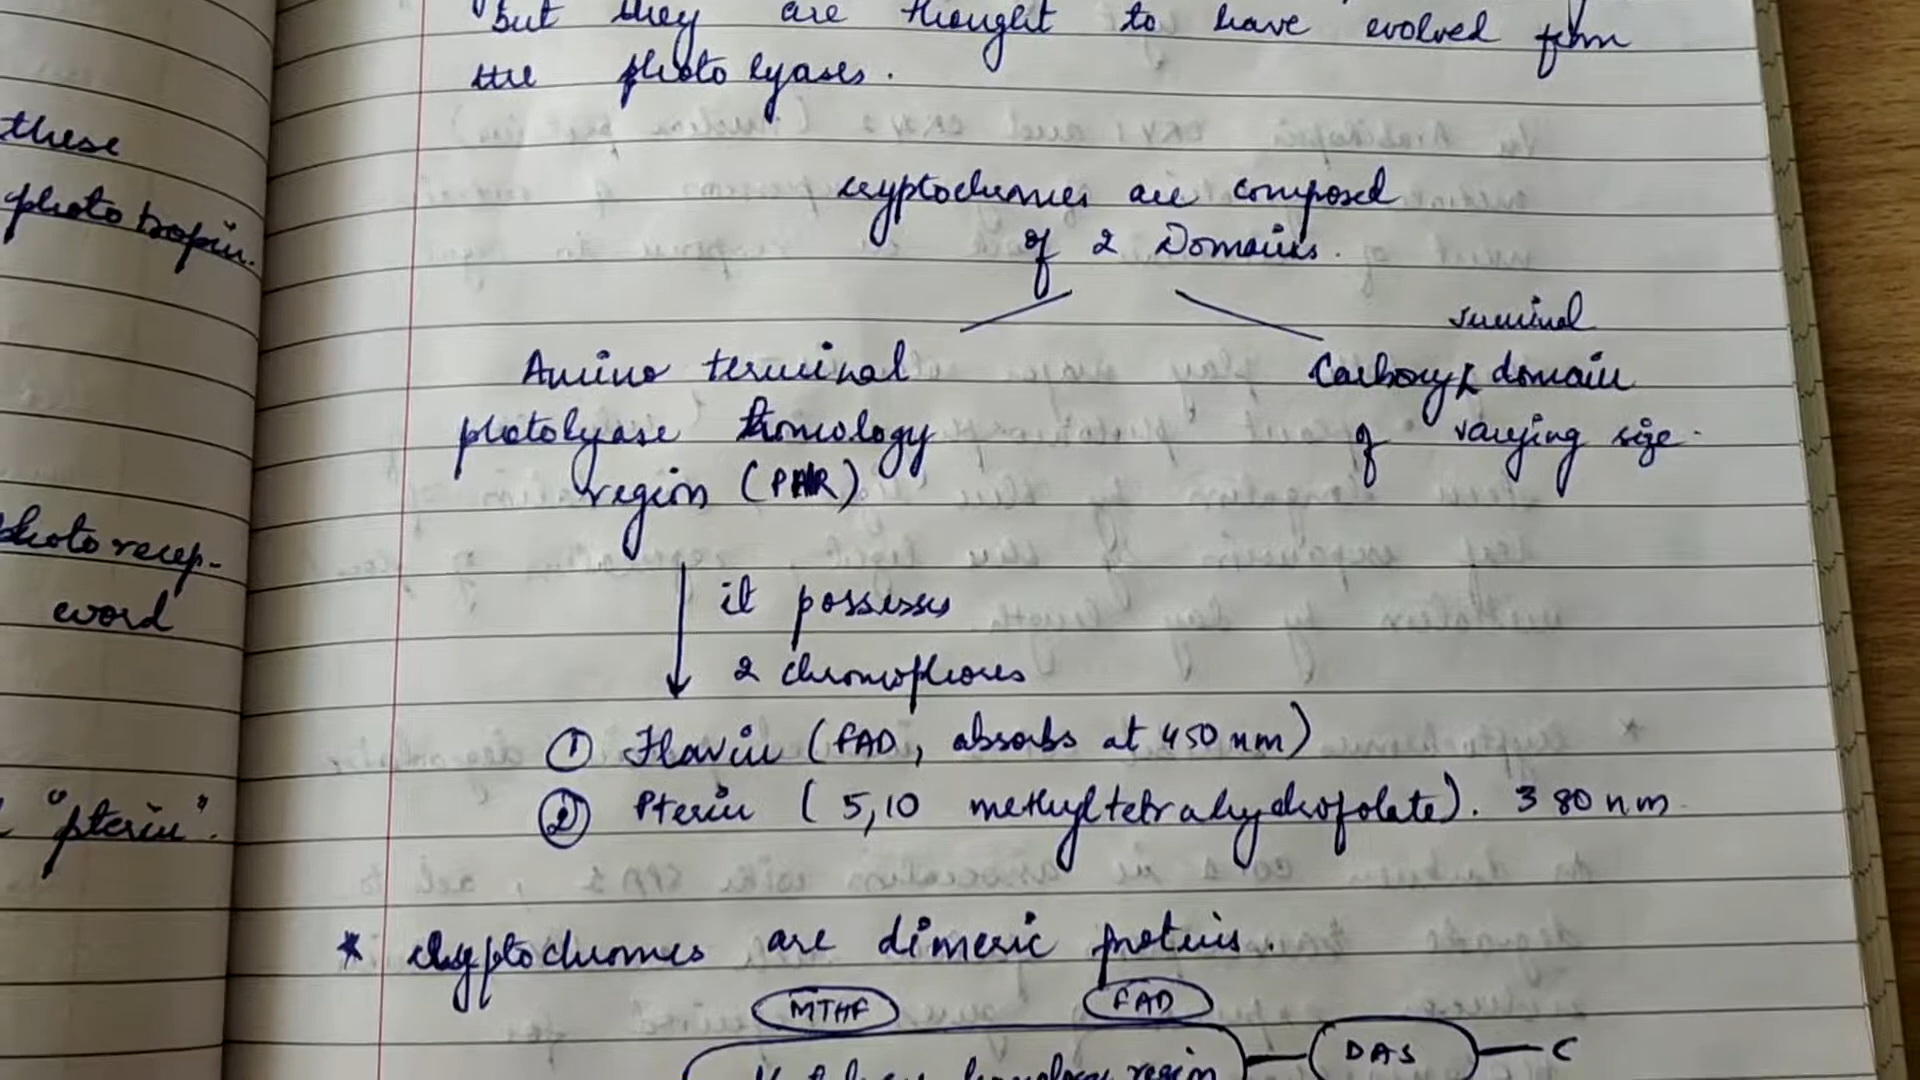 these
photo tropin.
photo recep-
word
"pterin".
but they are thought to have evolved from
the photo lyases.
cryptochromes are composed
of 2 Domains.
Amino terminal
photolyase homology
region (PHR)
terminal
Carboxy domain
of varying size.
it possesses
2 chromophores
① Flavin (FAD, absorbs at 450 nm)
② Pterin (5,10 methyltetrahydrofolate). 380 nm.
* Cryptochromes are dimeric proteins.
MTHF FAD
homology region DAS C